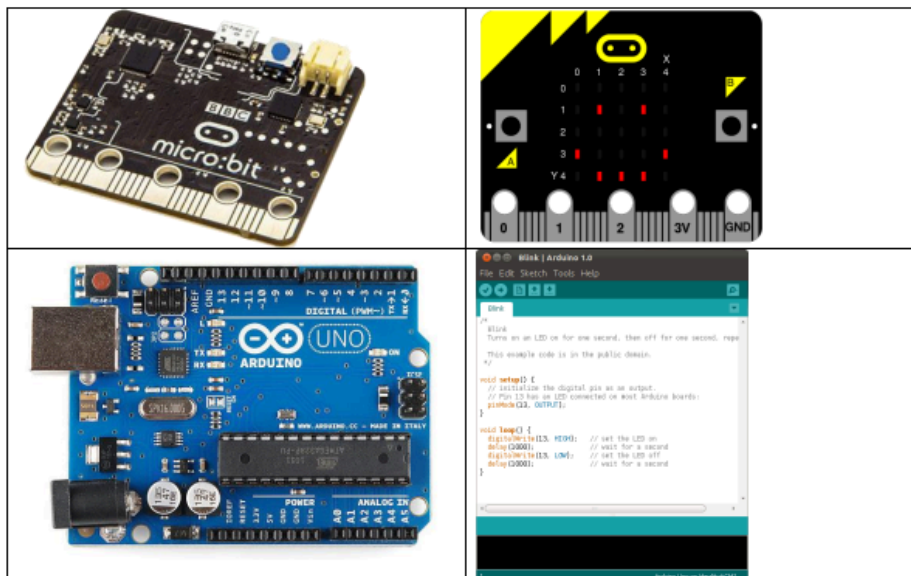 BBC
micro:bit
X
0 1 2 3 4
0
1
2
3
Y 4
A
B
0 1 2 3V GND
RESET
AREF
GND
13
12
~11
~10
~9
8
7
~6
~5
4
~3
2
TX→1
RX←0
DIGITAL (PWM~)
L
TX
RX
ARDUINO
UNO
ON
ICSP
WWW.ARDUINO.CC - MADE IN ITALY
POWER
ANALOG IN
IOREF
RESET
3.3V
5V
GND
GND
Vin
A0
A1
A2
A3
A4
A5
Blink | Arduino 1.0
File Edit Sketch Tools Help
Blink
/*
Blink
Turns on an LED on for one second, then off for one second, repe
This example code is in the public domain.
*/
void setup() {
// initialize the digital pin as an output.
// Pin 13 has an LED connected on most Arduino boards:
pinMode(13, OUTPUT);
}
void loop() {
digitalWrite(13, HIGH); // set the LED on
delay(1000); // wait for a second
digitalWrite(13, LOW); // set the LED off
delay(1000); // wait for a second
}